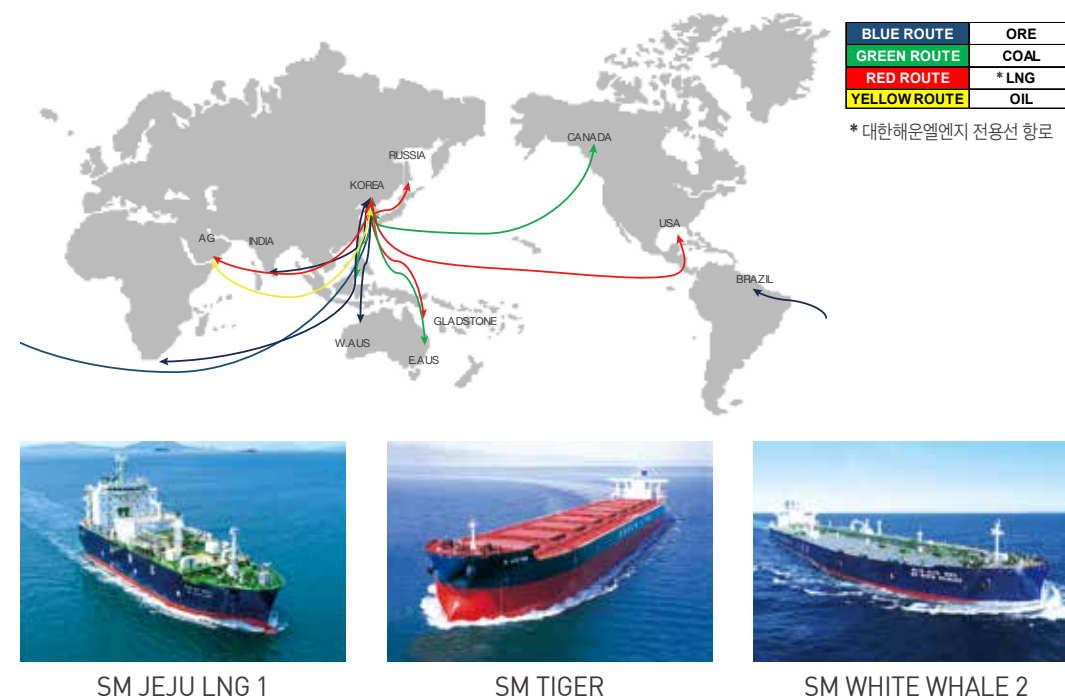 BLUE ROUTE ORE
GREEN ROUTE COAL
RED ROUTE * LNG
YELLOW ROUTE OIL
* 대한해운엘엔지 전용선 항로
CANADA
RUSSIA
KOREA
USA
AG
INDIA
BRAZIL
GLADSTONE
W.AUS
E.AUS
SM JEJU LNG 1
SM TIGER
SM WHITE WHALE 2